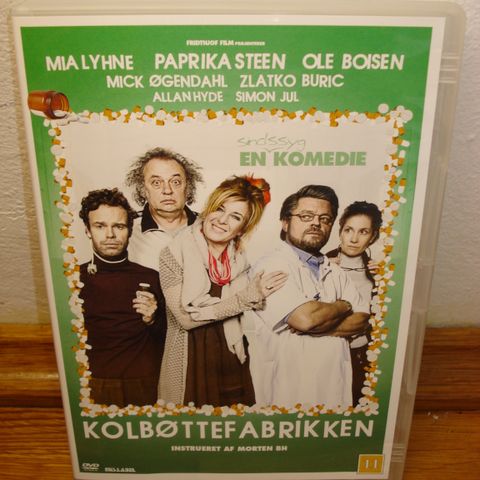 FRIDTHJOF FILM PRÆSENTERER
MIA LYHNE PAPRIKA STEEN OLE BOISEN
MICK ØGENDAHL ZLATKO BURIC
ALLAN HYDE SIMON JUL
sindssyg
EN KOMEDIE
KOLBØTTEFABRIKKEN
INSTRUERET AF MORTEN BH
DVD
11